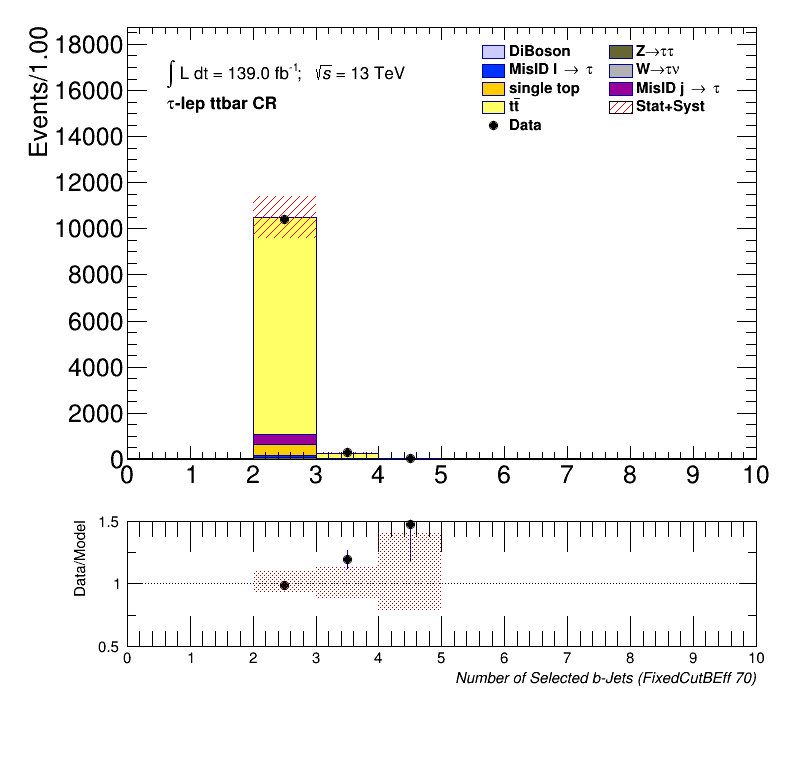 Events/1.00
18000
16000
14000
12000
10000
8000
6000
4000
2000
0
∫ L dt = 139.0 fb⁻¹; √s = 13 TeV
τ-lep ttbar CR
DiBoson
MisID l → τ
single top
tt̄
Data
Z→ττ
W→τν
MisID j → τ
Stat+Syst
0 1 2 3 4 5 6 7 8 9 10
Data/Model
1.5
1
0.5
0 1 2 3 4 5 6 7 8 9 10
Number of Selected b-Jets (FixedCutBEff 70)